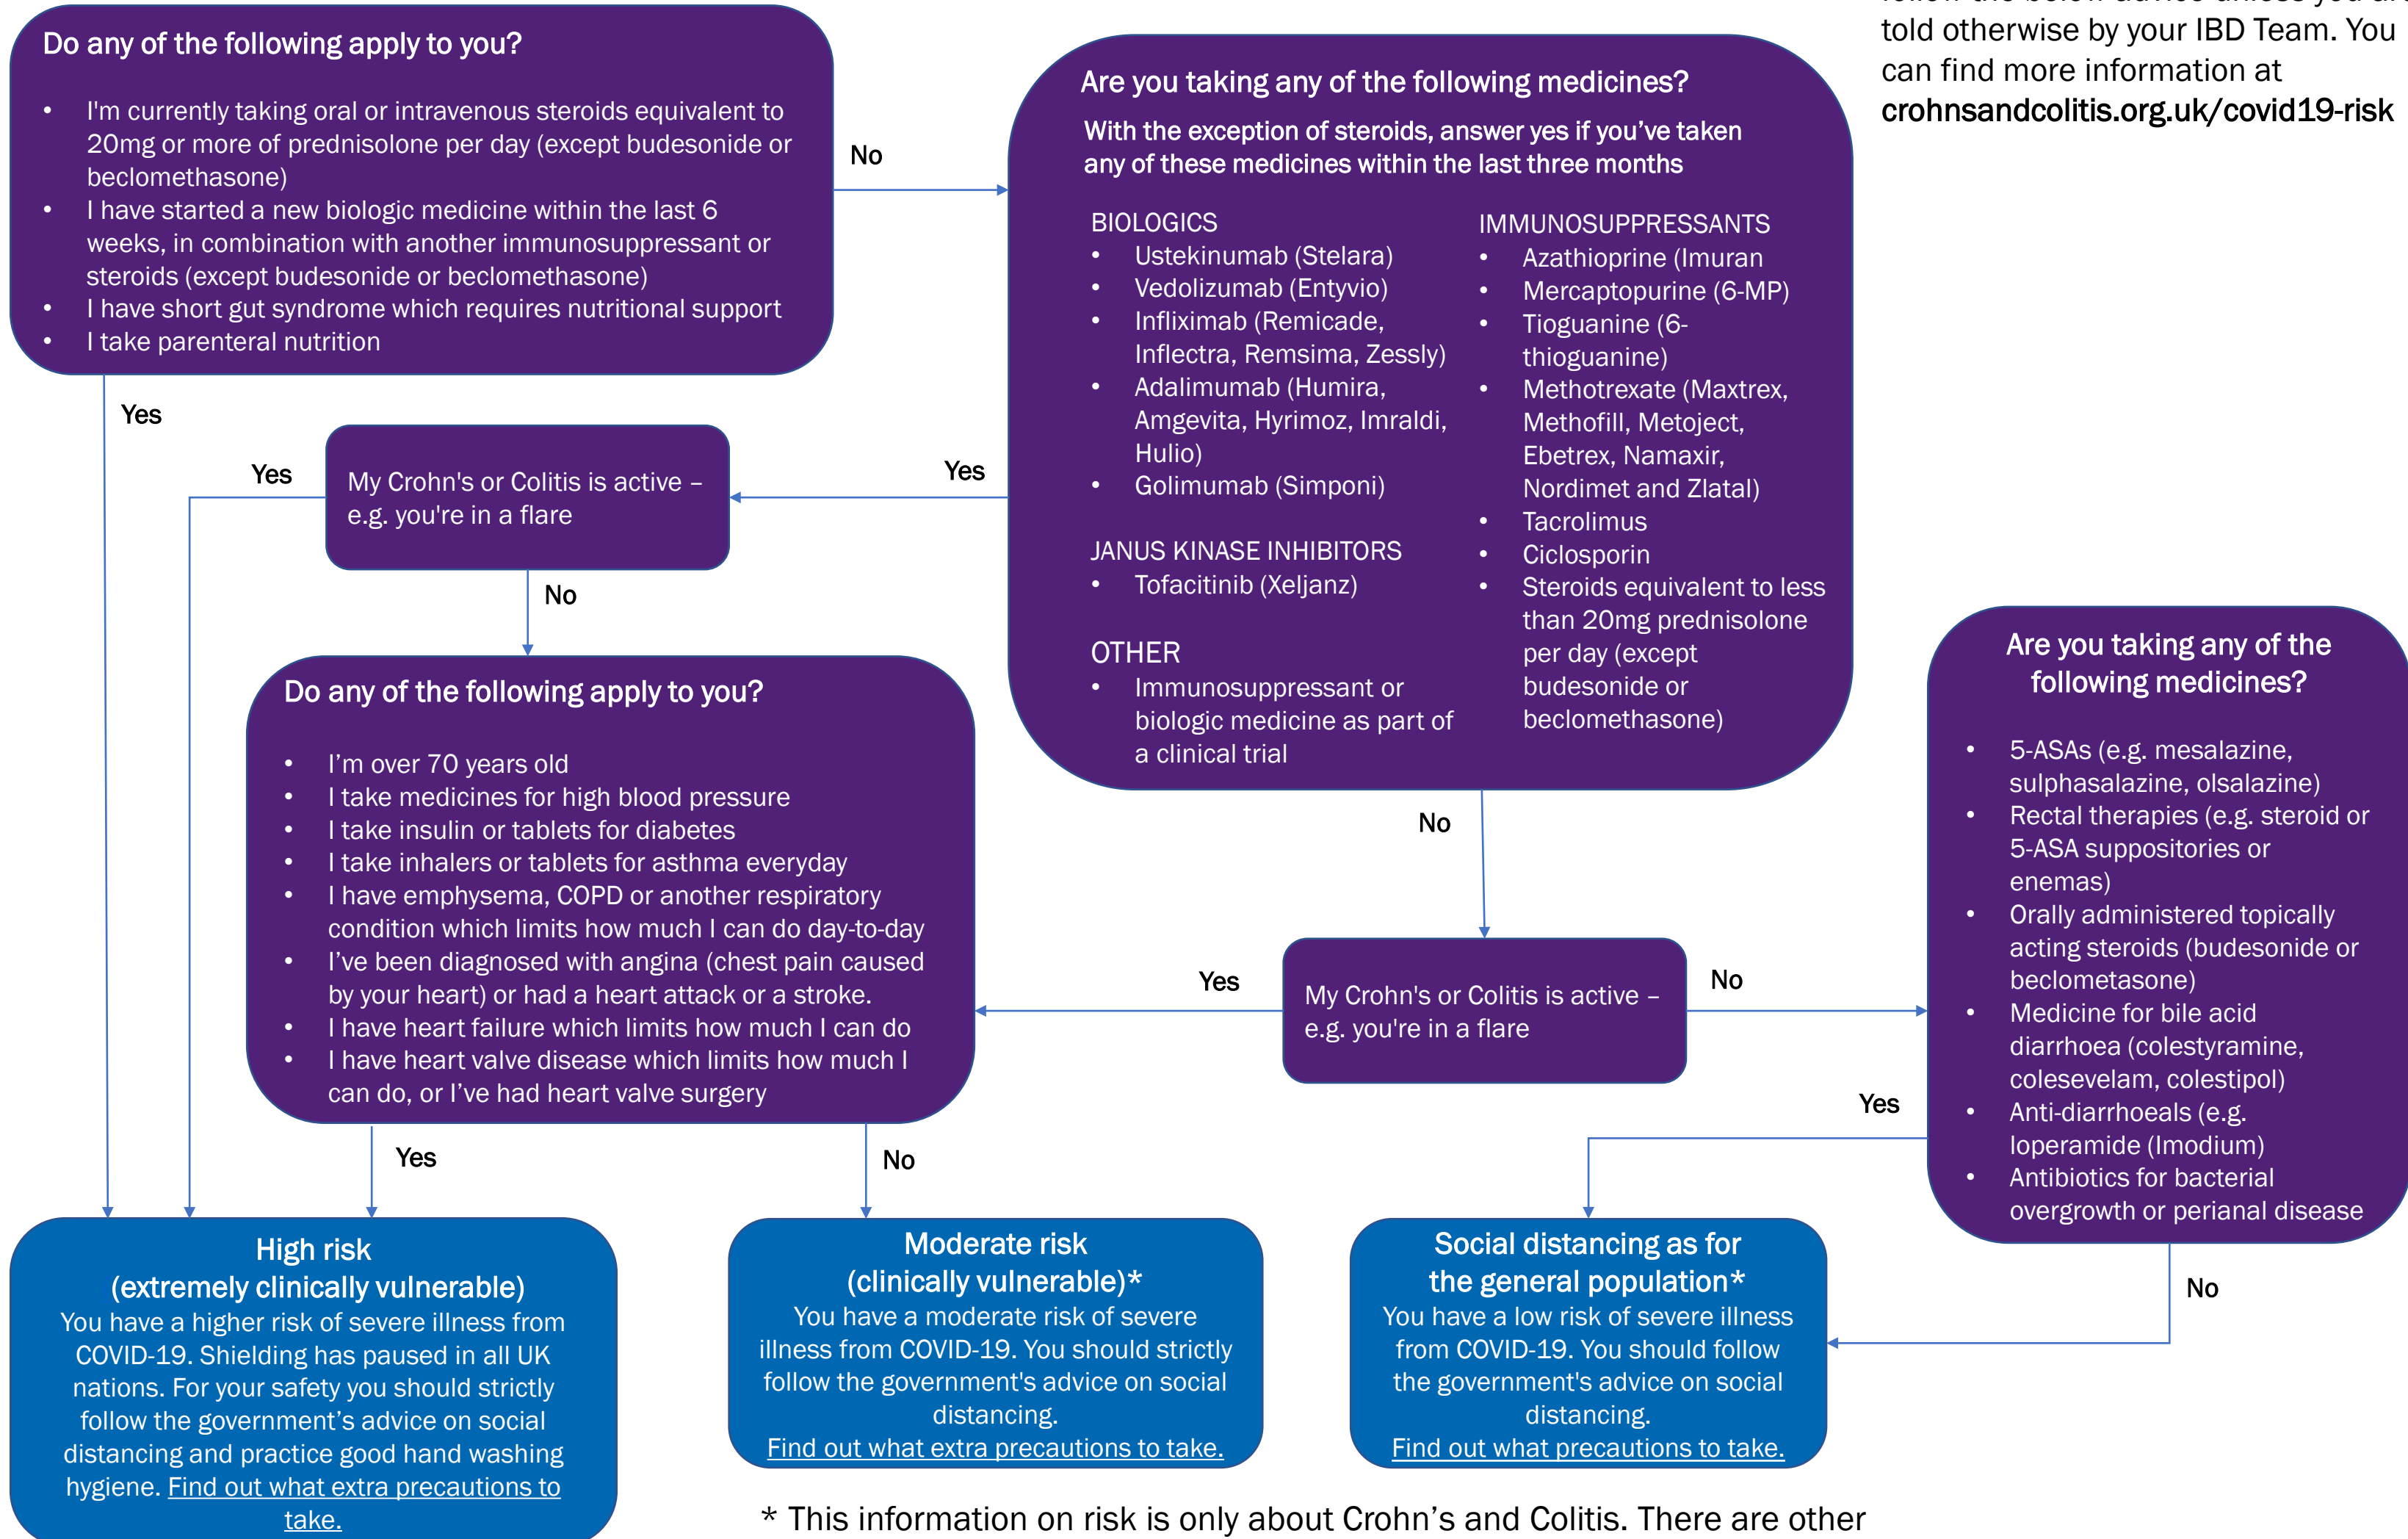 follow the below advice unless you are
told otherwise by your IBD Team. You
can find more information at
crohnsandcolitis.org.uk/covid19-risk
Do any of the following apply to you?
• I'm currently taking oral or intravenous steroids equivalent to
20mg or more of prednisolone per day (except budesonide or
beclomethasone)
• I have started a new biologic medicine within the last 6
weeks, in combination with another immunosuppressant or
steroids (except budesonide or beclomethasone)
• I have short gut syndrome which requires nutritional support
• I take parenteral nutrition
No
Yes
Are you taking any of the following medicines?
With the exception of steroids, answer yes if you've taken
any of these medicines within the last three months
BIOLOGICS
• Ustekinumab (Stelara)
• Vedolizumab (Entyvio)
• Infliximab (Remicade,
Inflectra, Remsima, Zessly)
• Adalimumab (Humira,
Amgevita, Hyrimoz, Imraldi,
Hulio)
• Golimumab (Simponi)
JANUS KINASE INHIBITORS
• Tofacitinib (Xeljanz)
OTHER
• Immunosuppressant or
biologic medicine as part of
a clinical trial
IMMUNOSUPPRESSANTS
• Azathioprine (Imuran
• Mercaptopurine (6-MP)
• Tioguanine (6-
thioguanine)
• Methotrexate (Maxtrex,
Methofill, Metoject,
Ebetrex, Namaxir,
Nordimet and Zlatal)
• Tacrolimus
• Ciclosporin
• Steroids equivalent to less
than 20mg prednisolone
per day (except
budesonide or
beclomethasone)
Yes
No
My Crohn's or Colitis is active –
e.g. you're in a flare
Yes
No
Do any of the following apply to you?
• I'm over 70 years old
• I take medicines for high blood pressure
• I take insulin or tablets for diabetes
• I take inhalers or tablets for asthma everyday
• I have emphysema, COPD or another respiratory
condition which limits how much I can do day-to-day
• I've been diagnosed with angina (chest pain caused
by your heart) or had a heart attack or a stroke.
• I have heart failure which limits how much I can do
• I have heart valve disease which limits how much I
can do, or I've had heart valve surgery
Yes
No
My Crohn's or Colitis is active –
e.g. you're in a flare
Yes
No
Are you taking any of the
following medicines?
• 5-ASAs (e.g. mesalazine,
sulphasalazine, olsalazine)
• Rectal therapies (e.g. steroid or
5-ASA suppositories or
enemas)
• Orally administered topically
acting steroids (budesonide or
beclometasone)
• Medicine for bile acid
diarrhoea (colestyramine,
colesevelam, colestipol)
• Anti-diarrhoeals (e.g.
loperamide (Imodium)
• Antibiotics for bacterial
overgrowth or perianal disease
Yes
No
High risk
(extremely clinically vulnerable)
You have a higher risk of severe illness from
COVID-19. Shielding has paused in all UK
nations. For your safety you should strictly
follow the government's advice on social
distancing and practice good hand washing
hygiene. Find out what extra precautions to
take.
Moderate risk
(clinically vulnerable)*
You have a moderate risk of severe
illness from COVID-19. You should strictly
follow the government's advice on social
distancing.
Find out what extra precautions to take.
Social distancing as for
the general population*
You have a low risk of severe illness
from COVID-19. You should follow
the government's advice on social
distancing.
Find out what precautions to take.
* This information on risk is only about Crohn's and Colitis. There are other